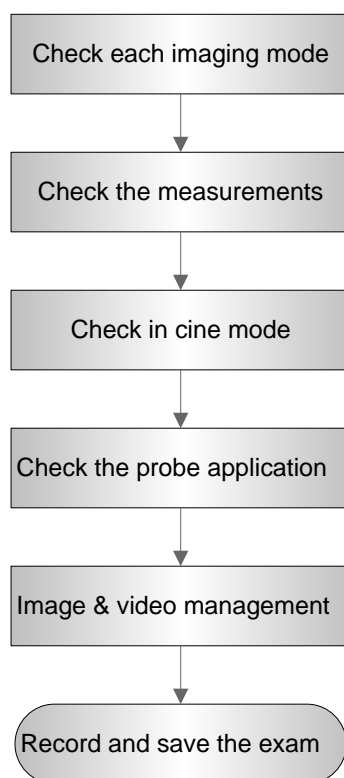 Check each imaging mode
Check the measurements
Check in cine mode
Check the probe application
Image & video management
Record and save the exam